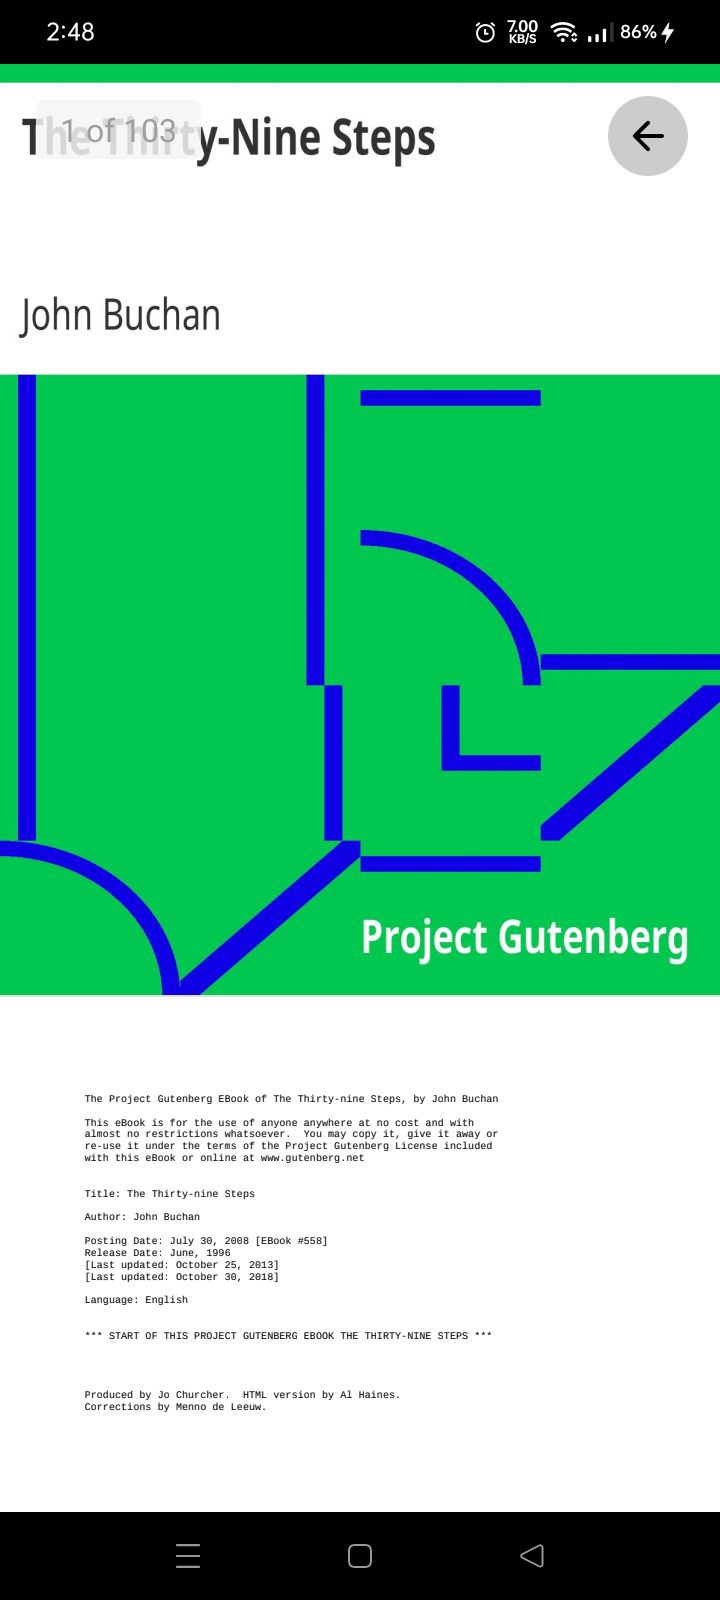 2:48
7.00
KB/S
86%
1 of 103
The Thirty-Nine Steps
John Buchan
Project Gutenberg
The Project Gutenberg EBook of The Thirty-nine Steps, by John Buchan
This eBook is for the use of anyone anywhere at no cost and with
almost no restrictions whatsoever.  You may copy it, give it away or
re-use it under the terms of the Project Gutenberg License included
with this eBook or online at www.gutenberg.net
Title: The Thirty-nine Steps
Author: John Buchan
Posting Date: July 30, 2008 [EBook #558]
Release Date: June, 1996
[Last updated: October 25, 2013]
[Last updated: October 30, 2018]
Language: English
*** START OF THIS PROJECT GUTENBERG EBOOK THE THIRTY-NINE STEPS ***
Produced by Jo Churcher.  HTML version by Al Haines.
Corrections by Menno de Leeuw.